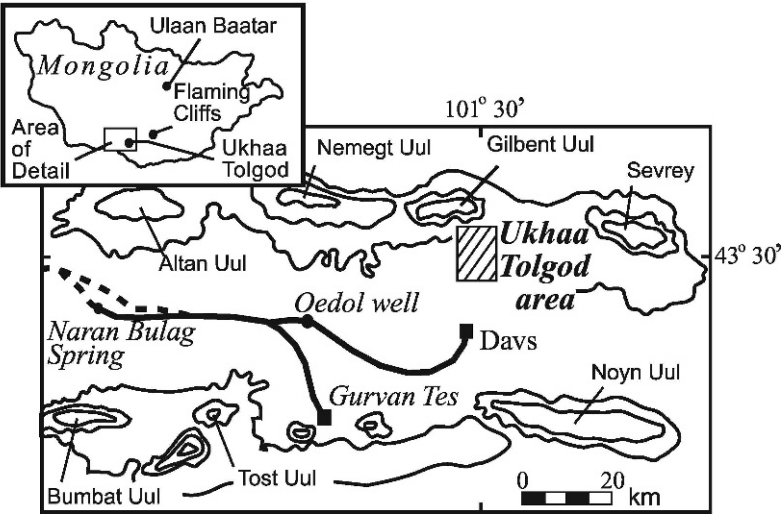 Ulaan Baatar
Mongolia
Flaming
Cliffs
Area
of
Detail
Ukhaa
Tolgod
101° 30'
Nemegt Uul
Gilbent Uul
Sevrey
Altan Uul
Ukhaa
Tolgod
area
43° 30'
Naran Bulag
Spring
Oedol well
Davs
Gurvan Tes
Noyn Uul
Bumbat Uul
Tost Uul
0 20
km